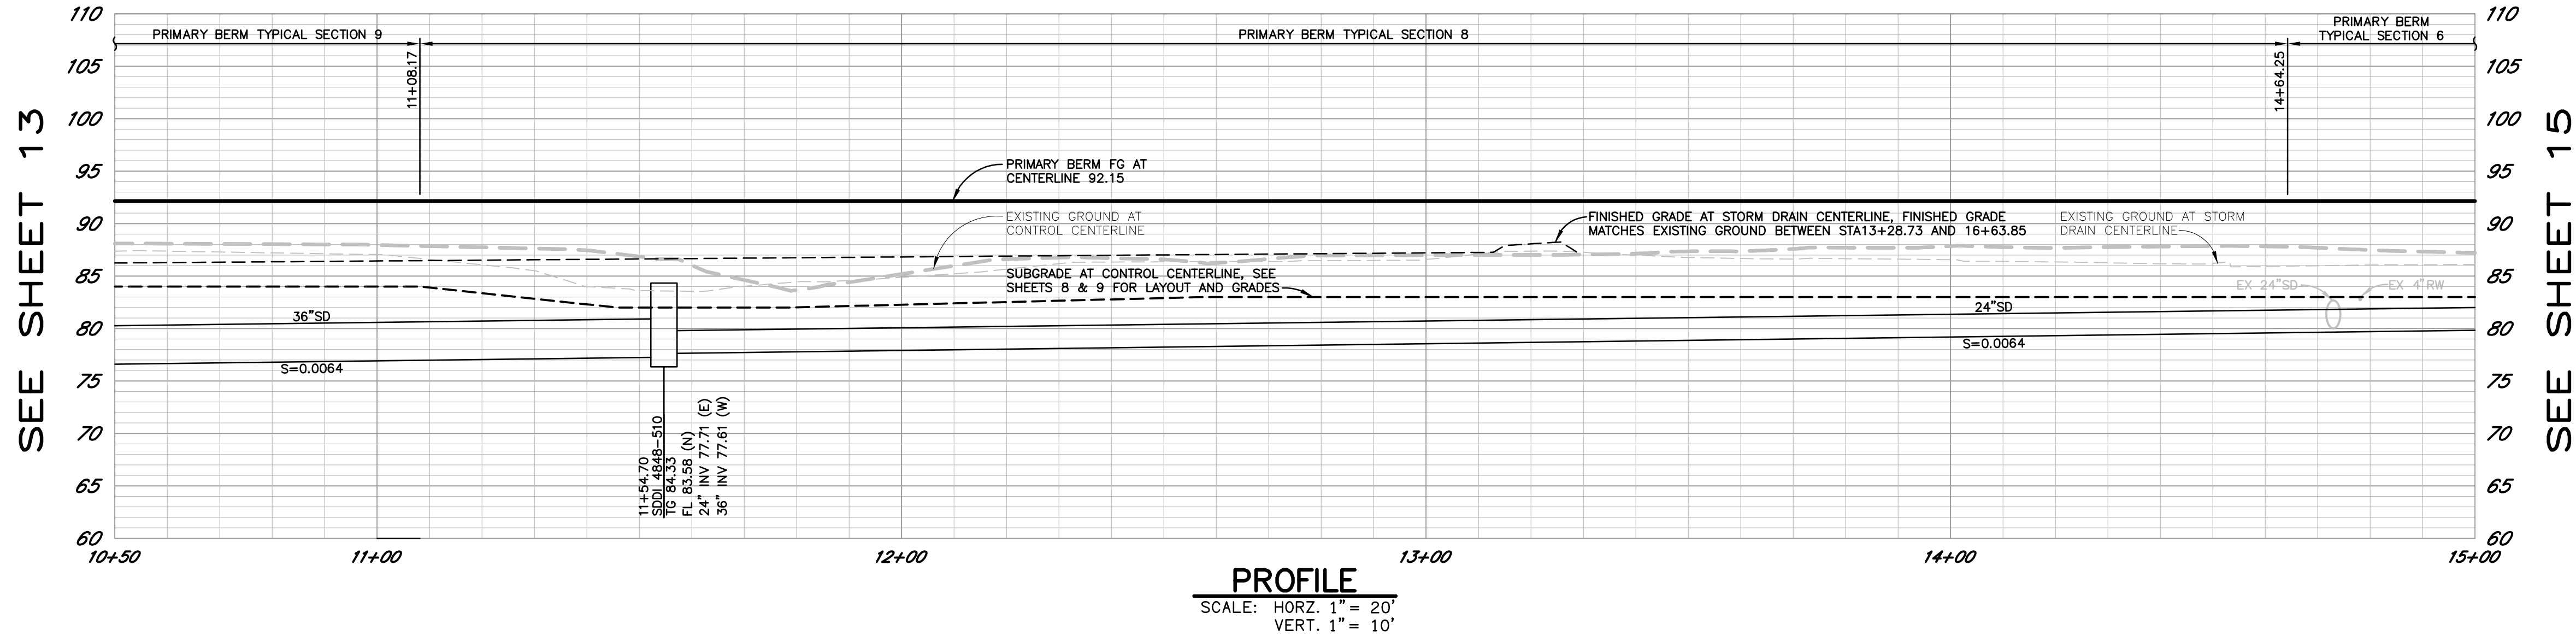 110
105
100
95
90
85
80
75
70
65
60
SEE SHEET 13
PRIMARY BERM TYPICAL SECTION 9
11+08.17
PRIMARY BERM TYPICAL SECTION 8
14+64.25
PRIMARY BERM
TYPICAL SECTION 6
PRIMARY BERM FG AT
CENTERLINE 92.15
EXISTING GROUND AT
CONTROL CENTERLINE
FINISHED GRADE AT STORM DRAIN CENTERLINE, FINISHED GRADE
MATCHES EXISTING GROUND BETWEEN STA13+28.73 AND 16+63.85
EXISTING GROUND AT STORM
DRAIN CENTERLINE
SUBGRADE AT CONTROL CENTERLINE, SEE
SHEETS 8 & 9 FOR LAYOUT AND GRADES
EX 24"SD
EX 4"RW
36"SD
24"SD
S=0.0064
S=0.0064
11+54.70
SDDI 4848-510
TG 84.33
FL 83.58 (N)
24" INV 77.71 (E)
36" INV 77.61 (W)
110
105
100
95
90
85
80
75
70
65
60
SEE SHEET 15
10+50
11+00
12+00
13+00
14+00
15+00
PROFILE
SCALE: HORZ. 1"= 20'
VERT. 1"= 10'